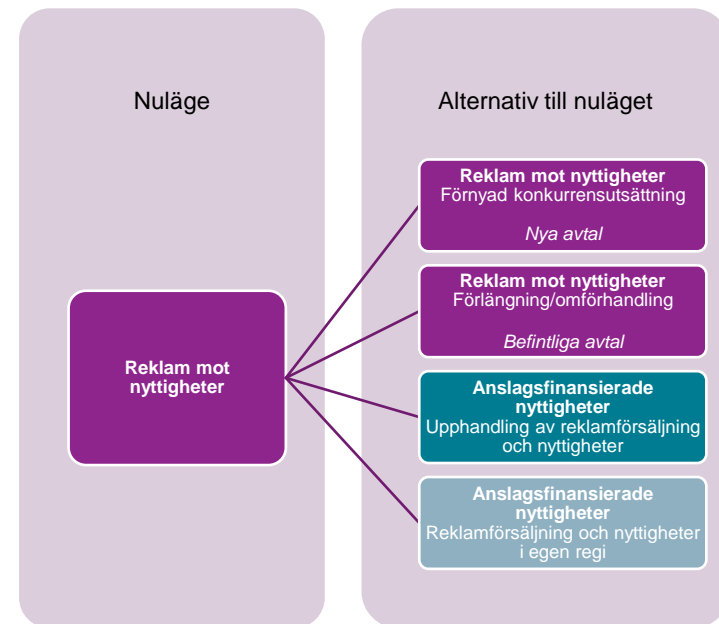 Nuläge
Reklam mot
nyttigheter
Alternativ till nuläget
Reklam mot nyttigheter
Förnyad konkurrensutsättning
Nya avtal
Reklam mot nyttigheter
Förlängning/omförhandling
Befintliga avtal
Anslagsfinansierade
nyttigheter
Upphandling av reklamförsäljning
och nyttigheter
Anslagsfinansierade
nyttigheter
Reklamförsäljning och nyttigheter
i egen regi